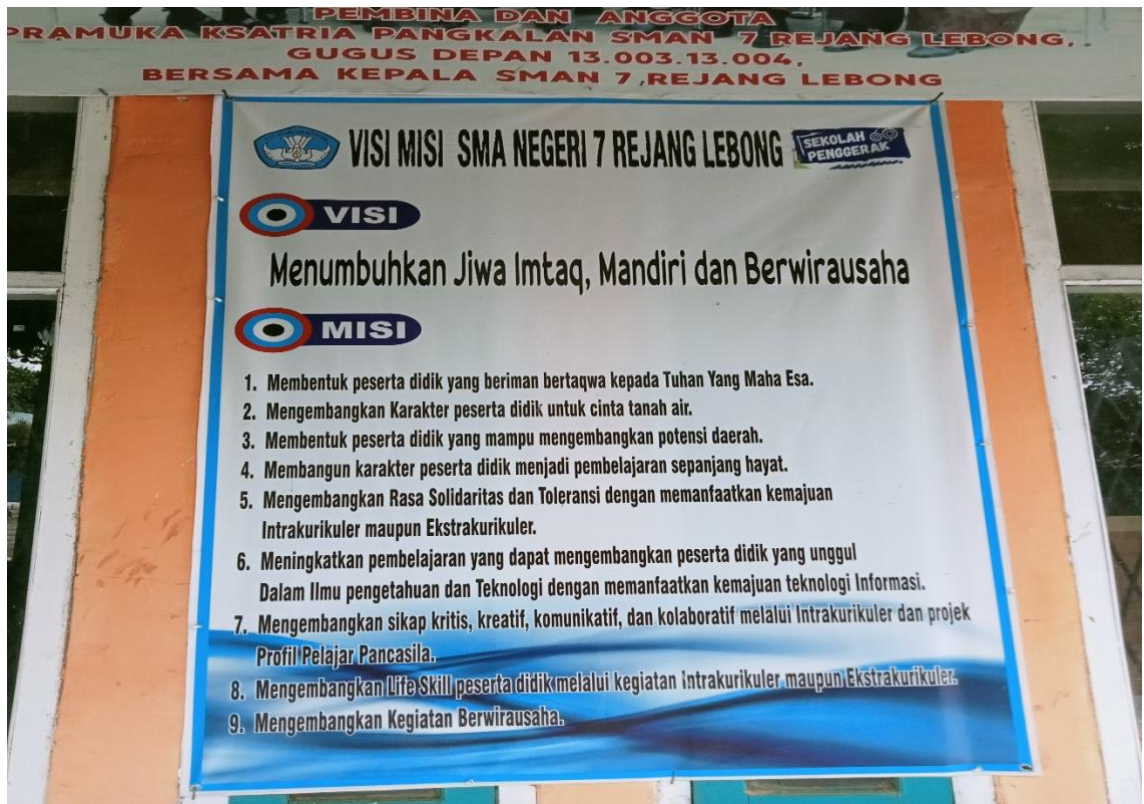 PEMBINA DAN ANGGOTA
PRAMUKA KSATRIA PANGKALAN SMAN 7 REJANG LEBONG,
GUGUS DEPAN 13.003.13.004,
BERSAMA KEPALA SMAN 7,REJANG LEBONG
VISI MISI SMA NEGERI 7 REJANG LEBONG
SEKOLAH
PENGGERAK
VISI
Menumbuhkan Jiwa Imtaq, Mandiri dan Berwirausaha
MISI
1. Membentuk peserta didik yang beriman bertaqwa kepada Tuhan Yang Maha Esa.
2. Mengembangkan Karakter peserta didik untuk cinta tanah air.
3. Membentuk peserta didik yang mampu mengembangkan potensi daerah.
4. Membangun karakter peserta didik menjadi pembelajaran sepanjang hayat.
5. Mengembangkan Rasa Solidaritas dan Toleransi dengan memanfaatkan kemajuan
Intrakurikuler maupun Ekstrakurikuler.
6. Meningkatkan pembelajaran yang dapat mengembangkan peserta didik yang unggul
Dalam Ilmu pengetahuan dan Teknologi dengan memanfaatkan kemajuan teknologi Informasi.
7. Mengembangkan sikap kritis, kreatif, komunikatif, dan kolaboratif melalui Intrakurikuler dan projek
Profil Pelajar Pancasila.
8. Mengembangkan Life Skill peserta didik melalui kegiatan Intrakurikuler maupun Ekstrakurikuler.
9. Mengembangkan Kegiatan Berwirausaha.